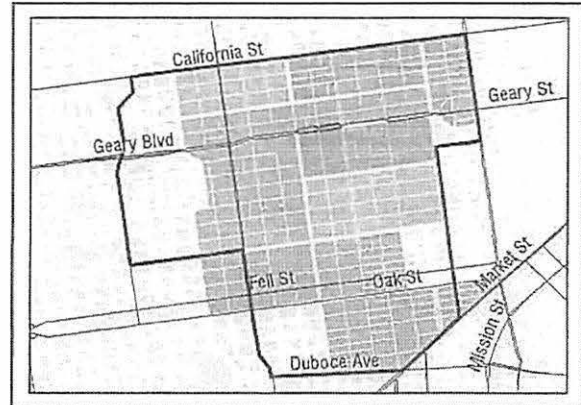 California St
Geary St
Geary Blvd
Fell St
Oak St
Market St
Mission St
Duboce Ave